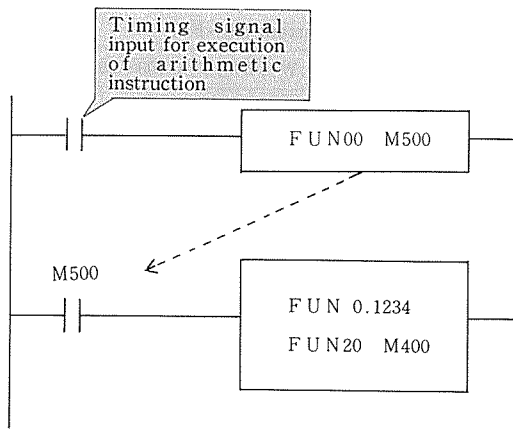 Timing signal
input for execution
of arithmetic
instruction
FUN00 M500
M500
FUN 0.1234
FUN20 M400